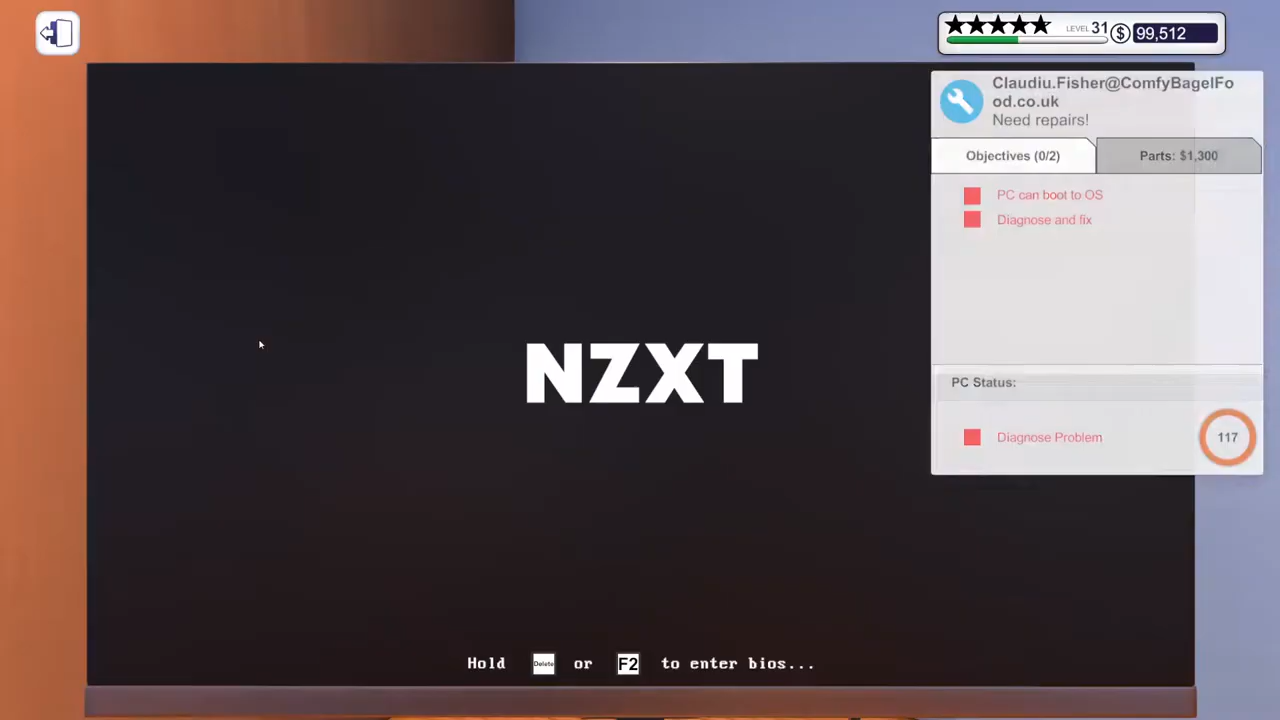 LEVEL 31
$ 99,512
Claudiu.Fisher@ComfyBagelFo
od.co.uk
Need repairs!
Objectives (0/2)
Parts: $1,300
PC can boot to OS
Diagnose and fix
NZXT
PC Status:
Diagnose Problem
117
Hold Delete or F2 to enter bios...